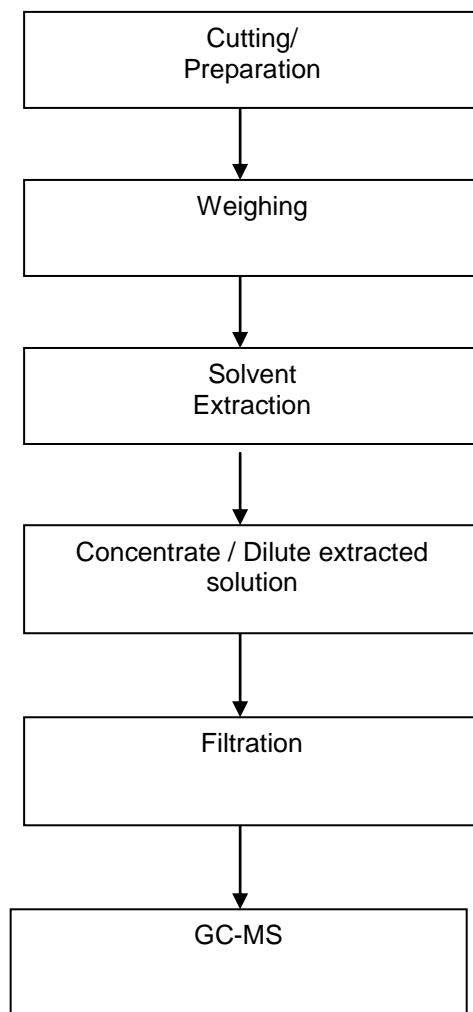 Cutting/
Preparation
Weighing
Solvent
Extraction
Concentrate / Dilute extracted
solution
Filtration
GC-MS